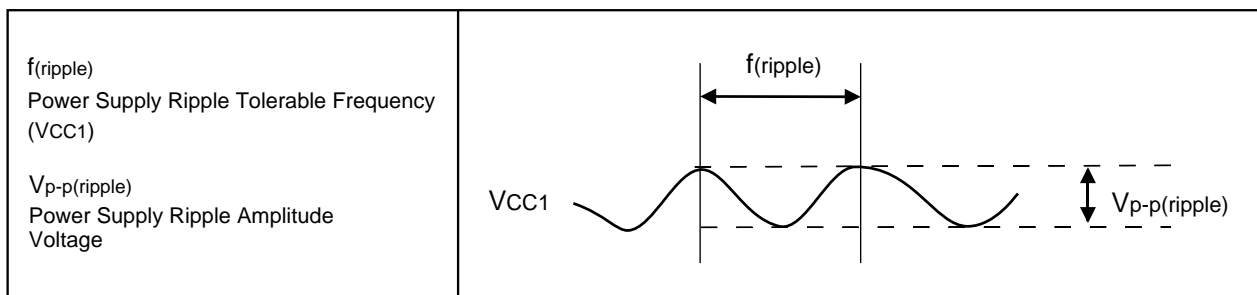 f(ripple)
Power Supply Ripple Tolerable Frequency
(VCC1)
Vp-p(ripple)
Power Supply Ripple Amplitude
Voltage
f(ripple)
VCC1
Vp-p(ripple)